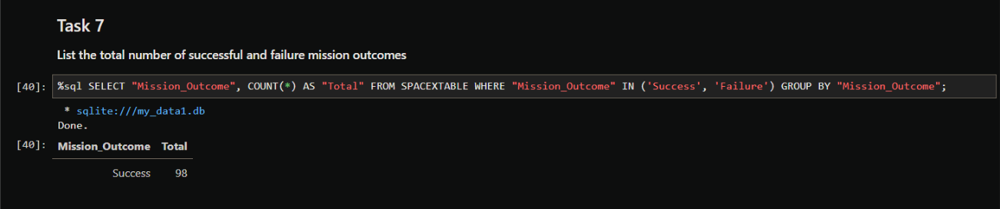 Task 7
List the total number of successful and failure mission outcomes
[40]: %sql SELECT "Mission_Outcome", COUNT(*) AS "Total" FROM SPACEXTABLE WHERE "Mission_Outcome" IN ('Success', 'Failure') GROUP BY "Mission_Outcome";
* sqlite:///my_data1.db
Done.
[40]: Mission_Outcome Total
Success 98